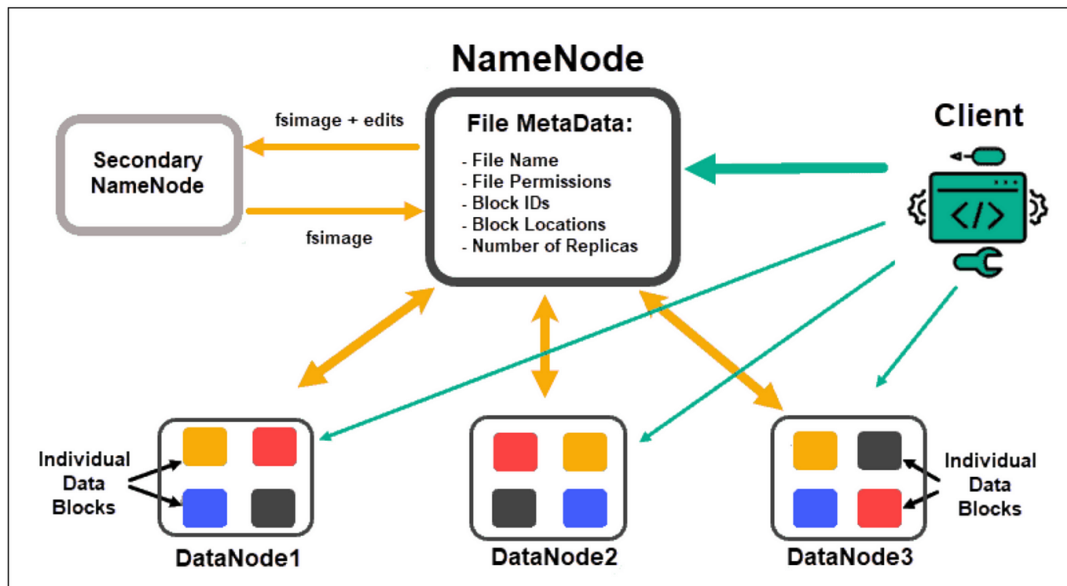 NameNode
fsimage + edits
Secondary
NameNode
fsimage
File MetaData:
- File Name
- File Permissions
- Block IDs
- Block Locations
- Number of Replicas
Client
</>
Individual
Data
Blocks
DataNode1
DataNode2
DataNode3
Individual
Data
Blocks